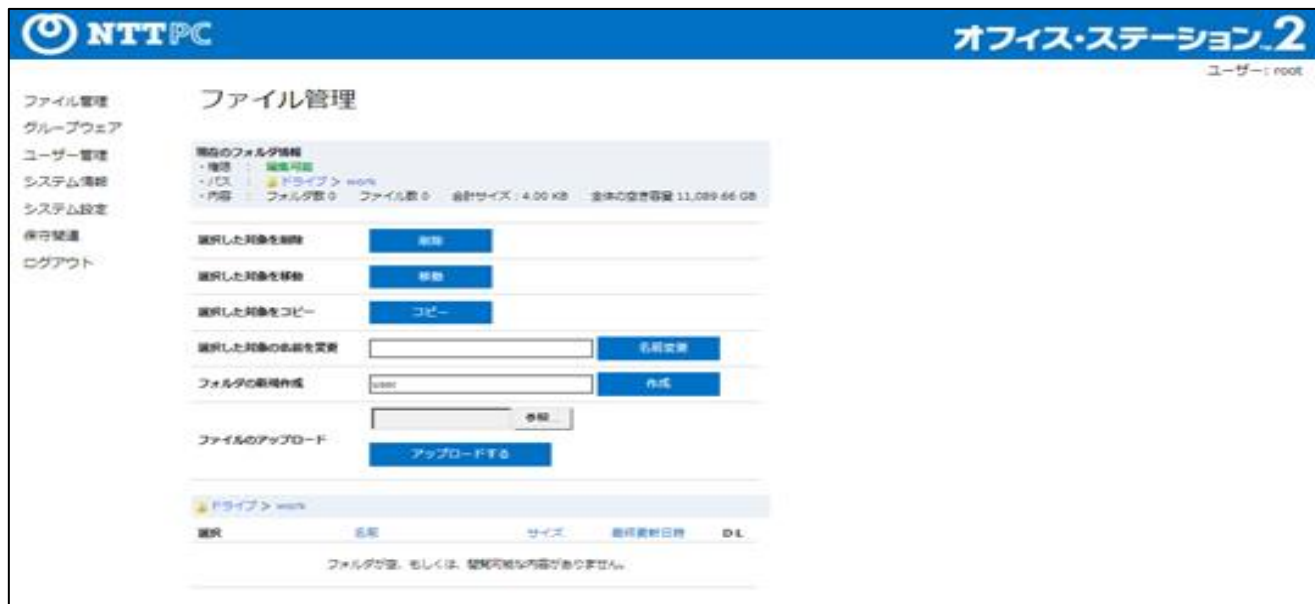 NTTPC
オフィス・ステーション™2
ユーザー: root
ファイル管理
グループウェア
ユーザー管理
システム情報
システム設定
保守関連
ログアウト
ファイル管理
現在のフォルダ情報
・権限 : 編集可能
・パス : ドライブ > work
・内容 : フォルダ数 0 ファイル数 0 合計サイズ : 4.00 KB 全体の空き容量 11,089.66 GB
選択した対象を削除 削除
選択した対象を移動 移動
選択した対象をコピー コピー
選択した対象の名前を変更 名前変更
フォルダの新規作成 user 作成
参照...
ファイルのアップロード
アップロードする
ドライブ > work
選択 名前 サイズ 最終更新日時 DL
フォルダが空、もしくは、閲覧可能な内容がありません。